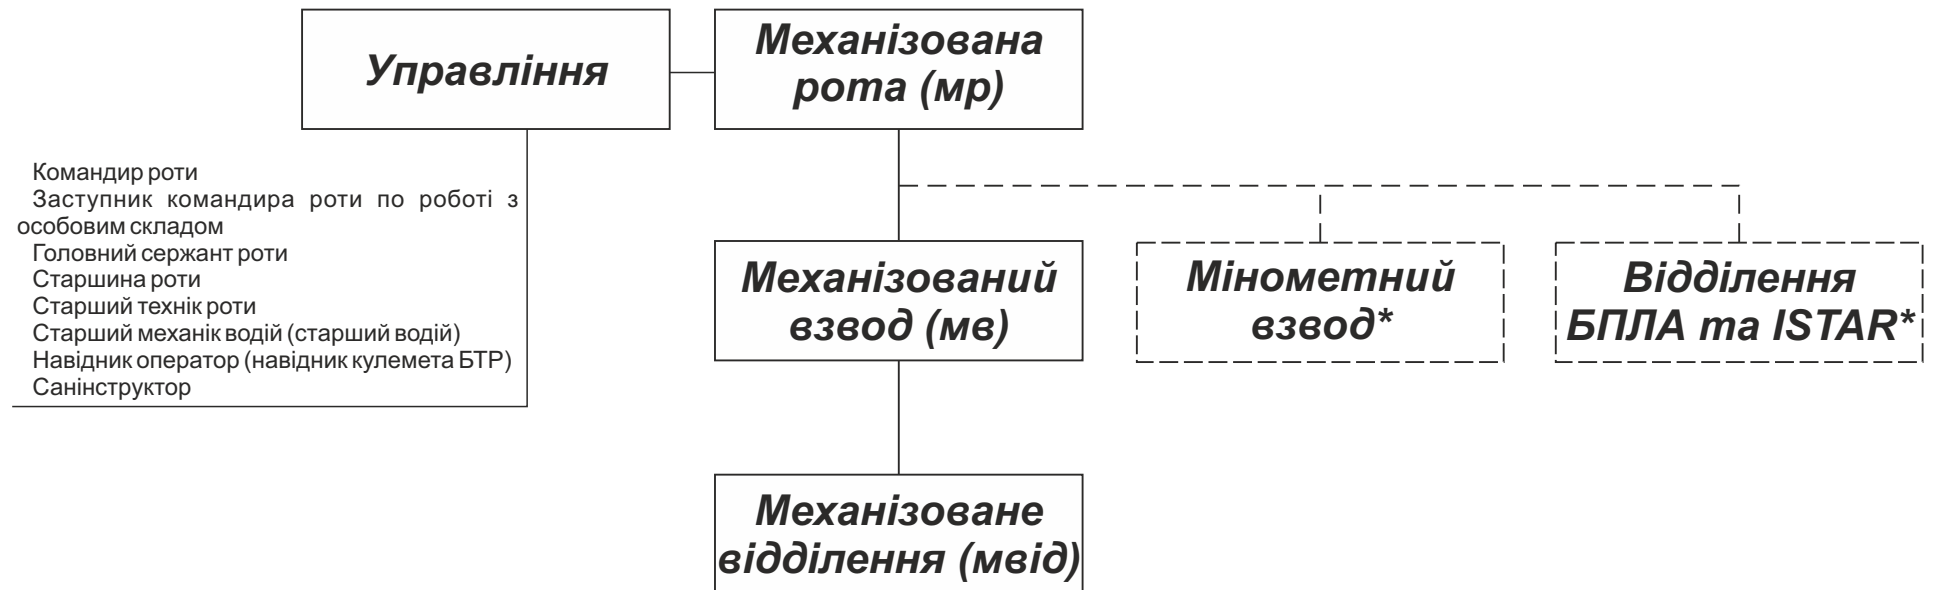 Управління
Механізована
рота (мр)
Командир роти
Заступник командира роти по роботі з
особовим складом
Головний сержант роти
Старшина роти
Старший технік роти
Старший механік водій (старший водій)
Навідник оператор (навідник кулемета БТР)
Санінструктор
Механізований
взвод (мв)
Мінометний
взвод*
Відділення
БПЛА та ISTAR*
Механізоване
відділення (мвід)